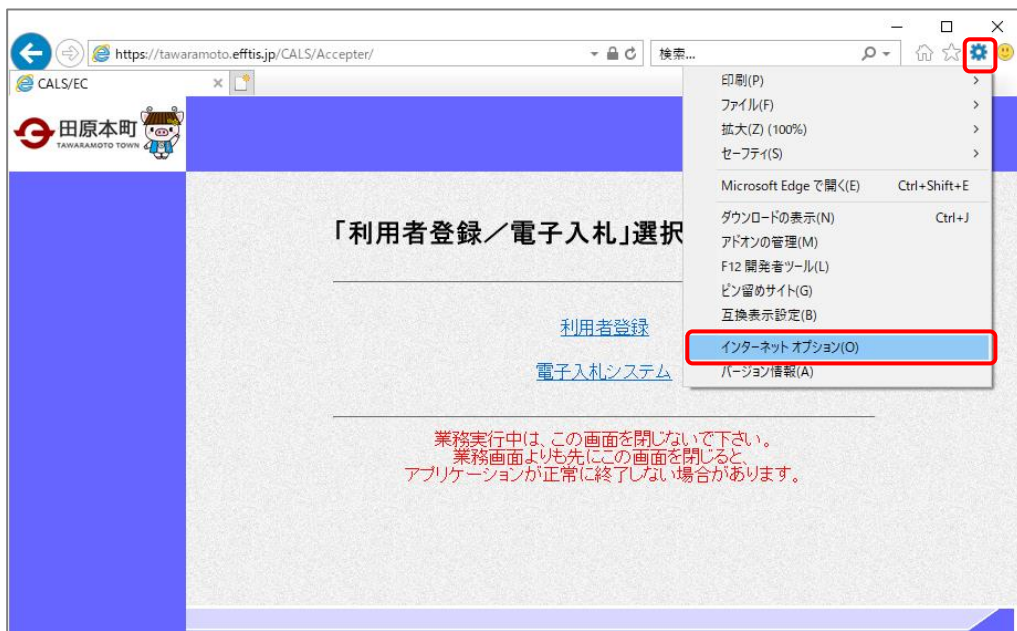 https://tawaramoto.efftis.jp/CALS/Accepter/
検索...
CALS/EC
田原本町
TAWARAMOTO TOWN
印刷(P)
ファイル(F)
拡大(Z) (100%)
セーフティ(S)
Microsoft Edge で開く(E) Ctrl+Shift+E
ダウンロードの表示(N) Ctrl+J
アドオンの管理(M)
F12 開発者ツール(L)
ピン留めサイト(G)
互換表示設定(B)
インターネット オプション(O)
バージョン情報(A)
「利用者登録／電子入札」選択
利用者登録
電子入札システム
業務実行中は、この画面を閉じないで下さい。
業務画面よりも先にこの画面を閉じると、
アプリケーションが正常に終了しない場合があります。